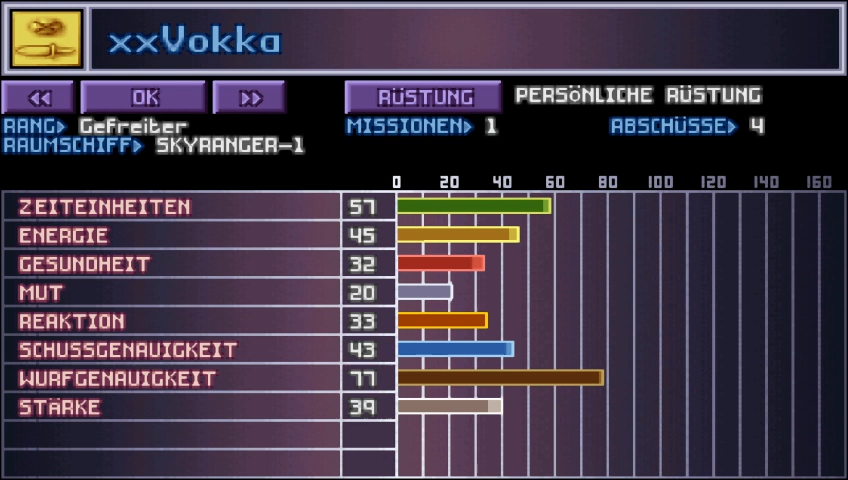 xxVokka
<< OK >> RÜSTUNG PERSÖNLICHE RÜSTUNG
RANG> Gefreiter MISSIONEN> 1 ABSCHÜSSE> 4
RAUMSCHIFF> SKYRANGER-1
0 20 40 60 80 100 120 140 160
ZEITEINHEITEN 57
ENERGIE 45
GESUNDHEIT 32
MUT 20
REAKTION 33
SCHUSSGENAUIGKEIT 43
WURFGENAUIGKEIT 77
STÄRKE 39